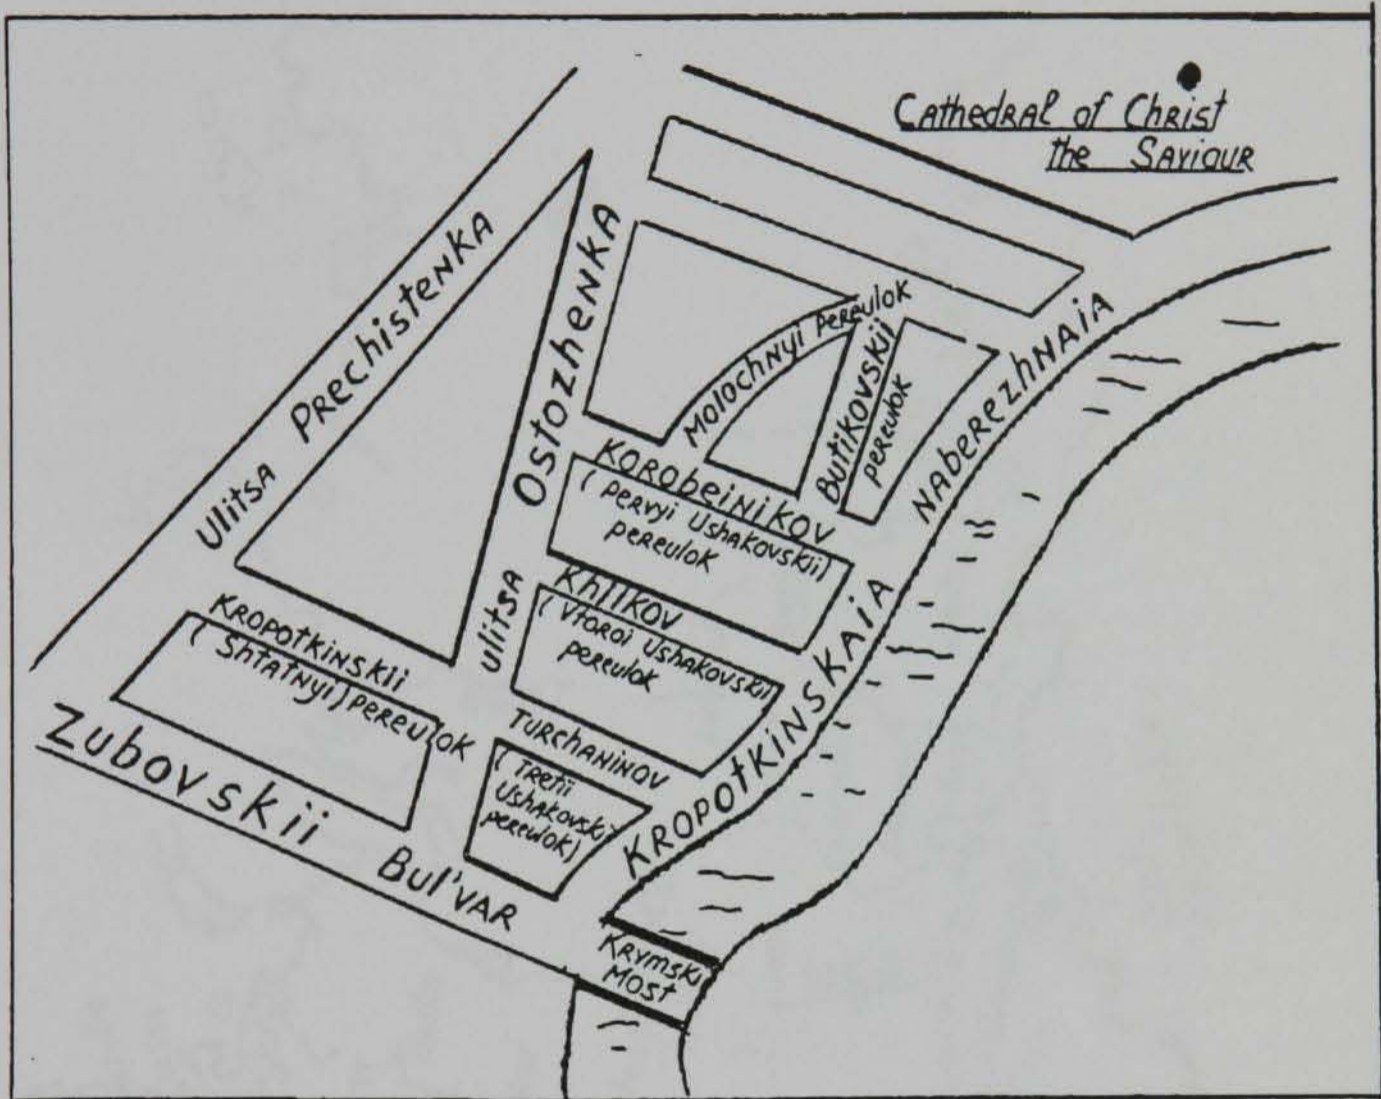 Cathedral of Christ
the Saviour
Ulitsa Prechistenka
Ulitsa Ostozhenka
Molochnyi Pereulok
Butikovskii
Pereulok
Korobeinikov
(Pervyi Ushakovskii)
Pereulok
Khilkov
(Vtoroi Ushakovskii)
Pereulok
Turchaninov
(Tretii
Ushakovskii
Pereulok)
Kropotkinskaia Naberezhnaia
Kropotkinskii
(Shtatnyi) Pereulok
Zubovskii Bul'var
Krymski
Most